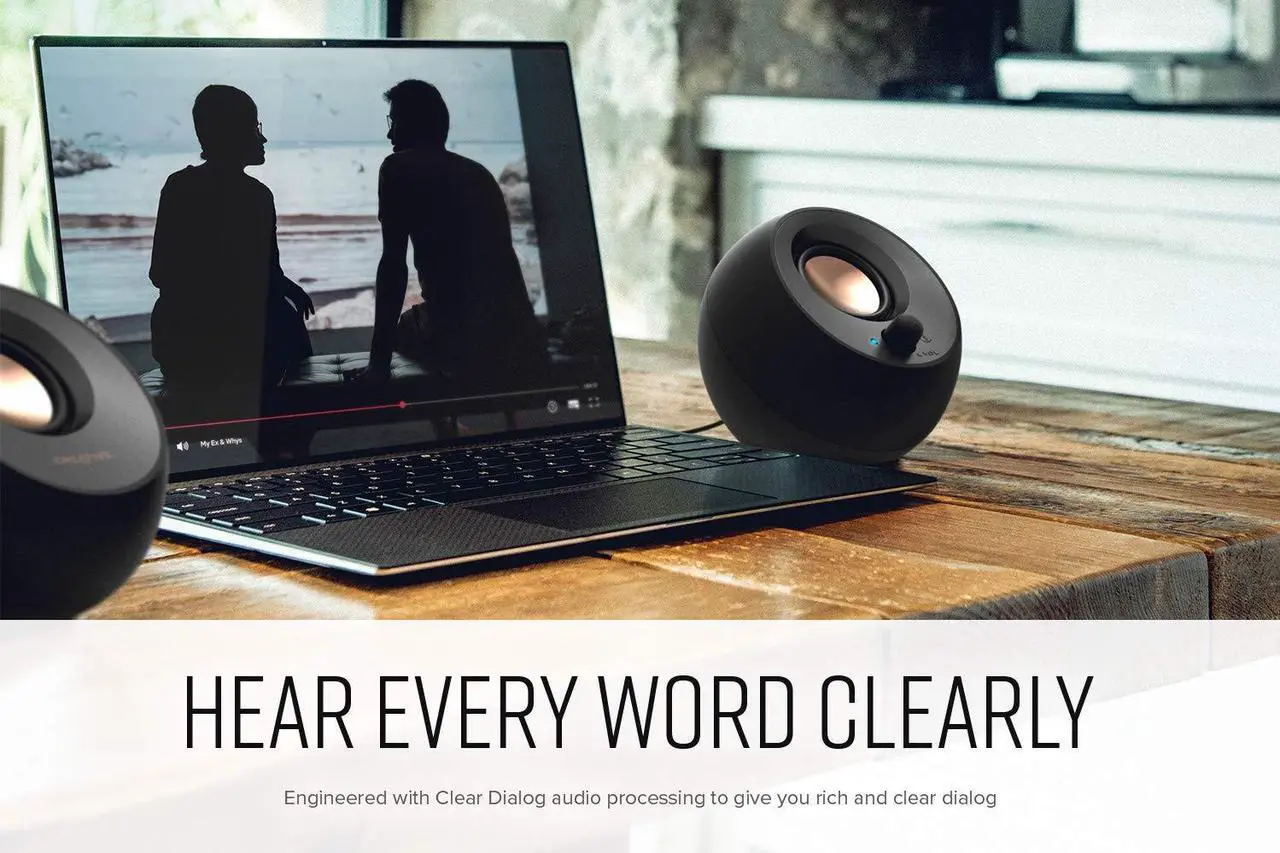 My Ex & Whys
HEAR EVERY WORD CLEARLY
Engineered with Clear Dialog audio processing to give you rich and clear dialog